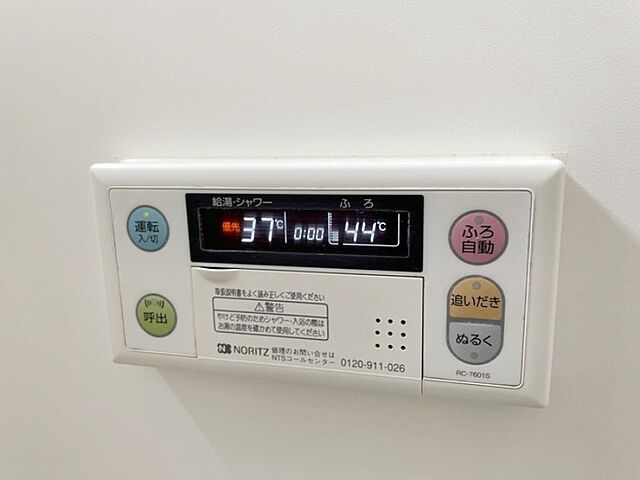 給湯・シャワー
ふろ
優先 37℃ 0:00 44℃
運転
入/切
呼出
ふろ
自動
追いだき
ぬるく
取扱説明書をよく読み正しくご使用ください
⚠警告
やけど予防のためシャワー・入浴の際は
お湯の温度を確かめて使用してください
NORITZ 修理のお問い合せは
NTSコールセンター 0120-911-026
RC-7601S